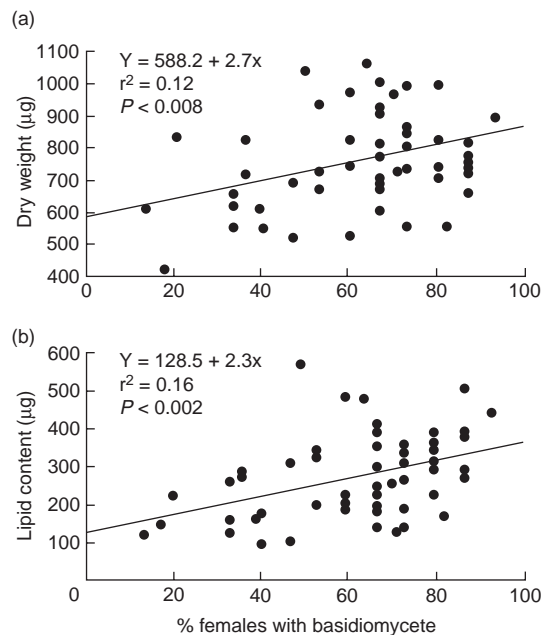 (a)
Y = 588.2 + 2.7x
r² = 0.12
P < 0.008
Dry weight (μg)
1100
1000
900
800
700
600
500
400
0 20 40 60 80 100
(b)
Y = 128.5 + 2.3x
r² = 0.16
P < 0.002
Lipid content (μg)
600
500
400
300
200
100
0
0 20 40 60 80 100
% females with basidiomycete